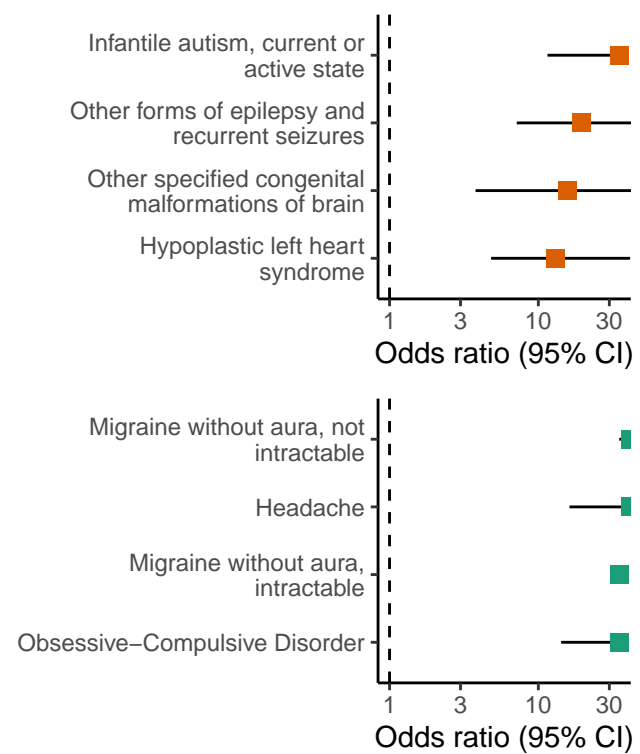 Infantile autism, current or
active state
Other forms of epilepsy and
recurrent seizures
Other specified congenital
malformations of brain
Hypoplastic left heart
syndrome
1 3 10 30
Odds ratio (95% CI)
Migraine without aura, not
intractable
Headache
Migraine without aura,
intractable
Obsessive−Compulsive Disorder
1 3 10 30
Odds ratio (95% CI)